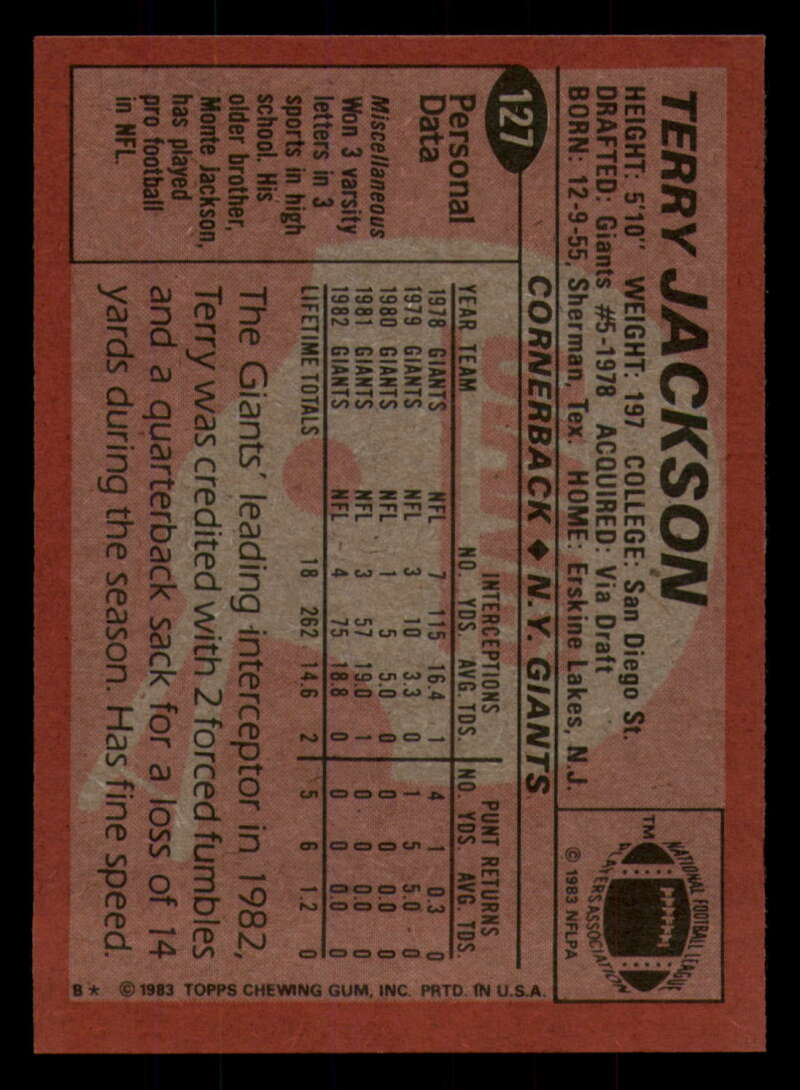 TERRY JACKSON
HEIGHT: 5'10" WEIGHT: 197 COLLEGE: San Diego St.
DRAFTED: Giants #5-1978 ACQUIRED: Via Draft
BORN: 12-9-55, Sherman, Tex. HOME: Erskine Lakes, N.J.
NATIONAL FOOTBALL LEAGUE
PLAYERS ASSOCIATION
TM
© 1983 NFLPA
127
CORNERBACK ♦ N.Y. GIANTS
Personal
Data
Miscellaneous
Won 3 varsity
letters in 3
sports in high
school. His
older brother,
Monte Jackson,
has played
pro football
in NFL.
INTERCEPTIONS PUNT RETURNS
YEAR TEAM NO. YDS. AVG. TDS. NO. YDS. AVG. TDS.
1978 GIANTS NFL 7 115 16.4 1 4 1 0.3 0
1979 GIANTS NFL 3 10 3.3 0 1 5 5.0 0
1980 GIANTS NFL 1 5 5.0 0 0 0 0.0 0
1981 GIANTS NFL 3 57 19.0 1 0 0 0.0 0
1982 GIANTS NFL 4 75 18.8 0 0 0 0.0 0
LIFETIME TOTALS 18 262 14.6 2 5 6 1.2 0
The Giants' leading interceptor in 1982,
Terry was credited with 2 forced fumbles
and a quarterback sack for a loss of 14
yards during the season. Has fine speed.
B* © 1983 TOPPS CHEWING GUM, INC. PRTD. IN U.S.A.